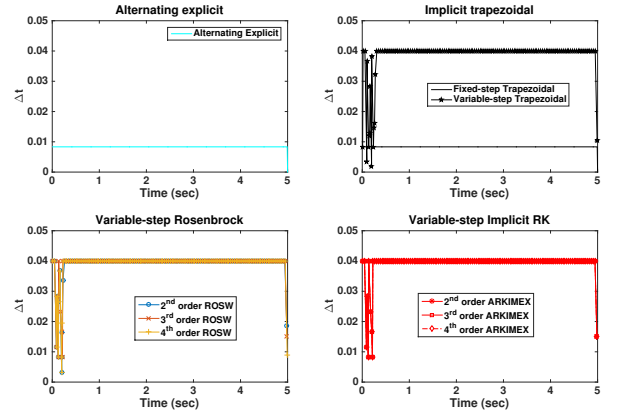 Alternating explicit
0.05
0.04
0.03
0.02
0.01
0
Δt
0 1 2 3 4 5
Time (sec)
Alternating Explicit
Implicit trapezoidal
0.05
0.04
0.03
0.02
0.01
0
Δt
0 1 2 3 4 5
Time (sec)
Fixed-step Trapezoidal
Variable-step Trapezoidal
Variable-step Rosenbrock
0.05
0.04
0.03
0.02
0.01
0
Δt
0 1 2 3 4 5
Time (sec)
2nd order ROSW
3rd order ROSW
4th order ROSW
Variable-step Implicit RK
0.05
0.04
0.03
0.02
0.01
0
Δt
0 1 2 3 4 5
Time (sec)
2nd order ARKIMEX
3rd order ARKIMEX
4th order ARKIMEX